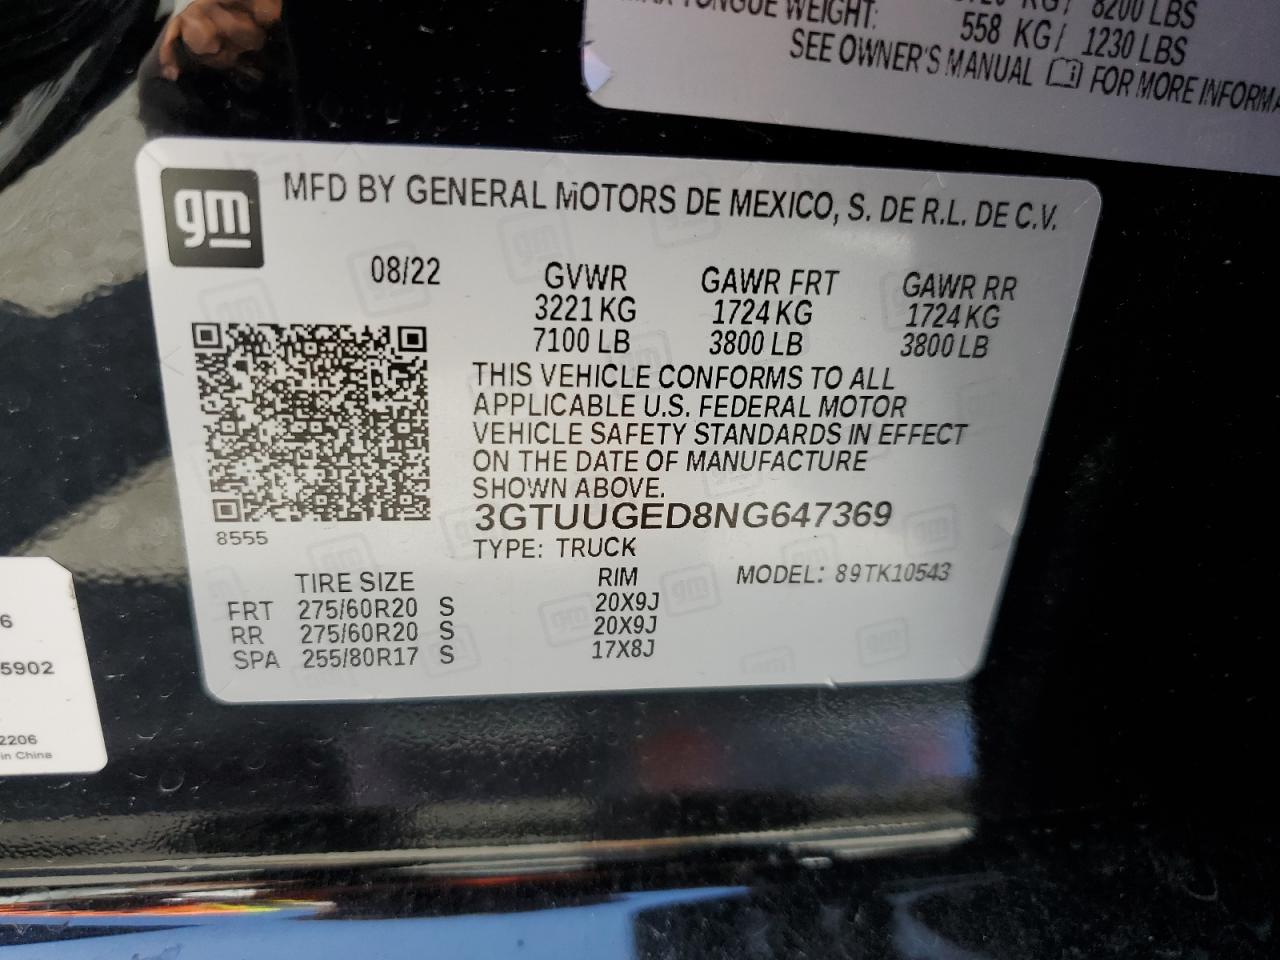 8200 LBS
TONGUE WEIGHT: 558 KG/ 1230 LBS
SEE OWNER'S MANUAL FOR MORE
gm
MFD BY GENERAL MOTORS DE MEXICO, S. DE R.L. DE C.V.
08/22 GVWR GAWR FRT GAWR RR
3221 KG 1724 KG 1724 KG
7100 LB 3800 LB 3800 LB
THIS VEHICLE CONFORMS TO ALL
APPLICABLE U.S. FEDERAL MOTOR
VEHICLE SAFETY STANDARDS IN EFFECT
ON THE DATE OF MANUFACTURE
SHOWN ABOVE.
3GTUUGED8NG647369
8555
TYPE: TRUCK
TIRE SIZE RIM MODEL: 89TK10543
FRT 275/60R20 S 20X9J
RR 275/60R20 S 20X9J
SPA 255/80R17 S 17X8J
6
5902
2206
in China